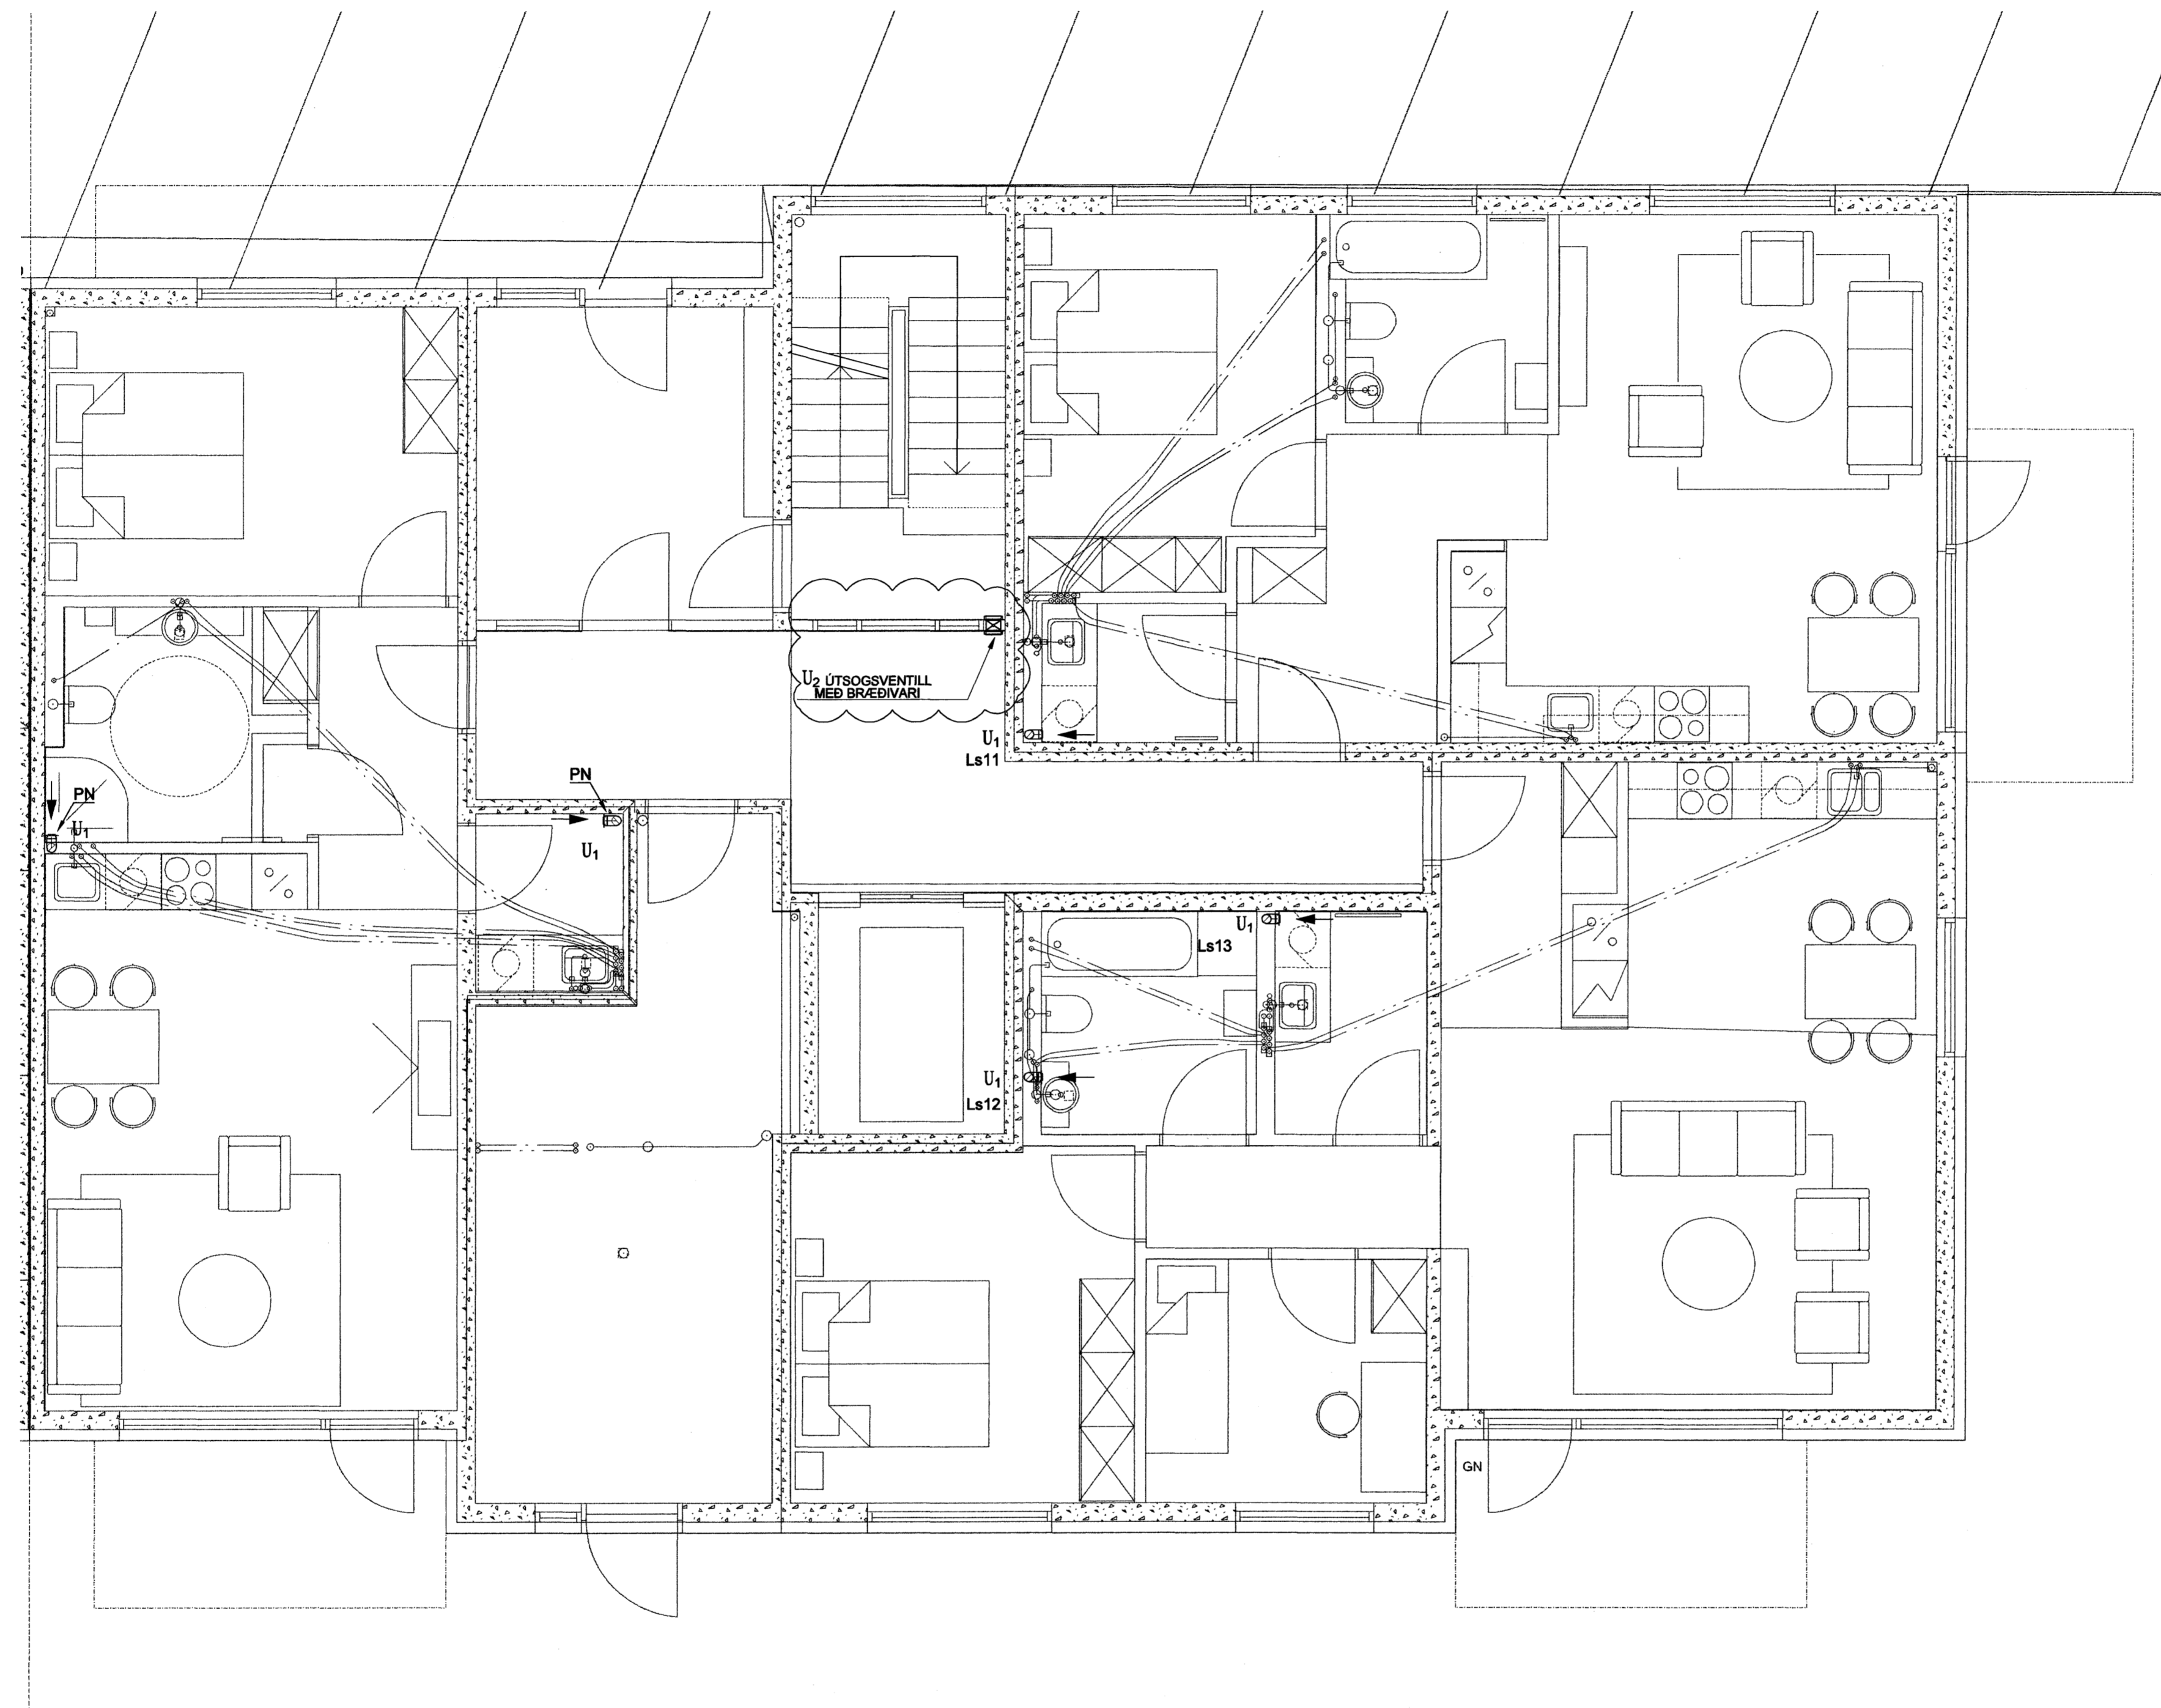 U₂ ÚTSOGSVENTILL
MEÐ BRÆÐIVARI
U₁
Ls11
PN
U₁
PN
U₁
U₁
Ls13
U₁
Ls12
GN